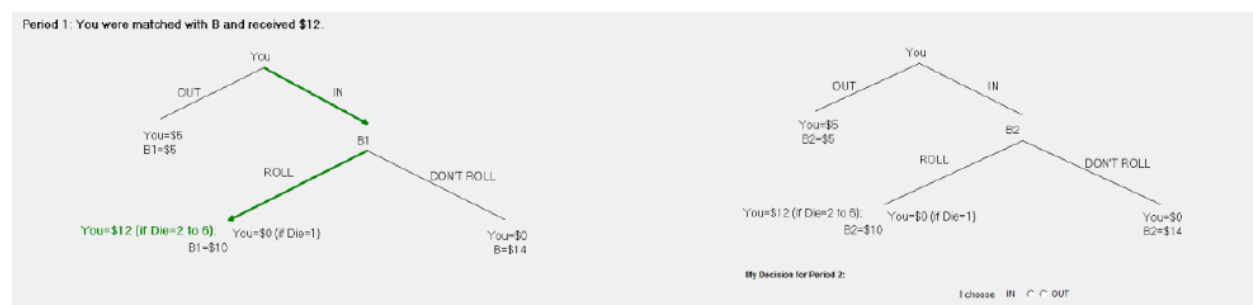 Period 1: You were matched with B and received $12.
You
OUT
IN
You=$5
B1=$5
B1
ROLL
DON'T ROLL
You=$12 (if Die=2 to 6):
You=$0 (if Die=1)
B1=$10
You=$0
B=$14
You
OUT
IN
You=$5
B2=$5
B2
ROLL
DON'T ROLL
You=$12 (if Die=2 to 6):
You=$0 (if Die=1)
B2=$10
You=$0
B2=$14
My Decision for Period 2:
I choose IN OUT